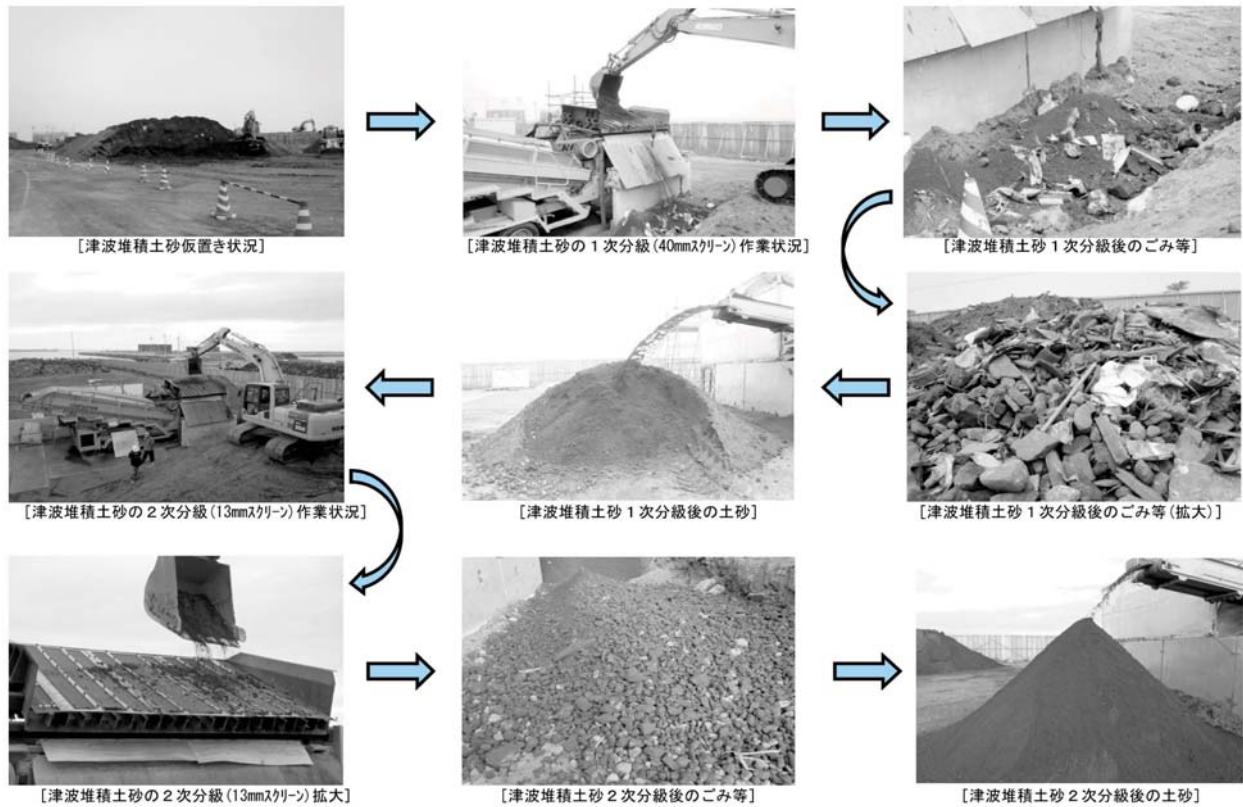 [津波堆積土砂仮置き状況]
[津波堆積土砂の1次分級(40mmスクリーン)作業状況]
[津波堆積土砂1次分級後のごみ等]
[津波堆積土砂1次分級後のごみ等(拡大)]
[津波堆積土砂1次分級後の土砂]
[津波堆積土砂の2次分級(13mmスクリーン)作業状況]
[津波堆積土砂の2次分級(13mmスクリーン)拡大]
[津波堆積土砂2次分級後のごみ等]
[津波堆積土砂2次分級後の土砂]